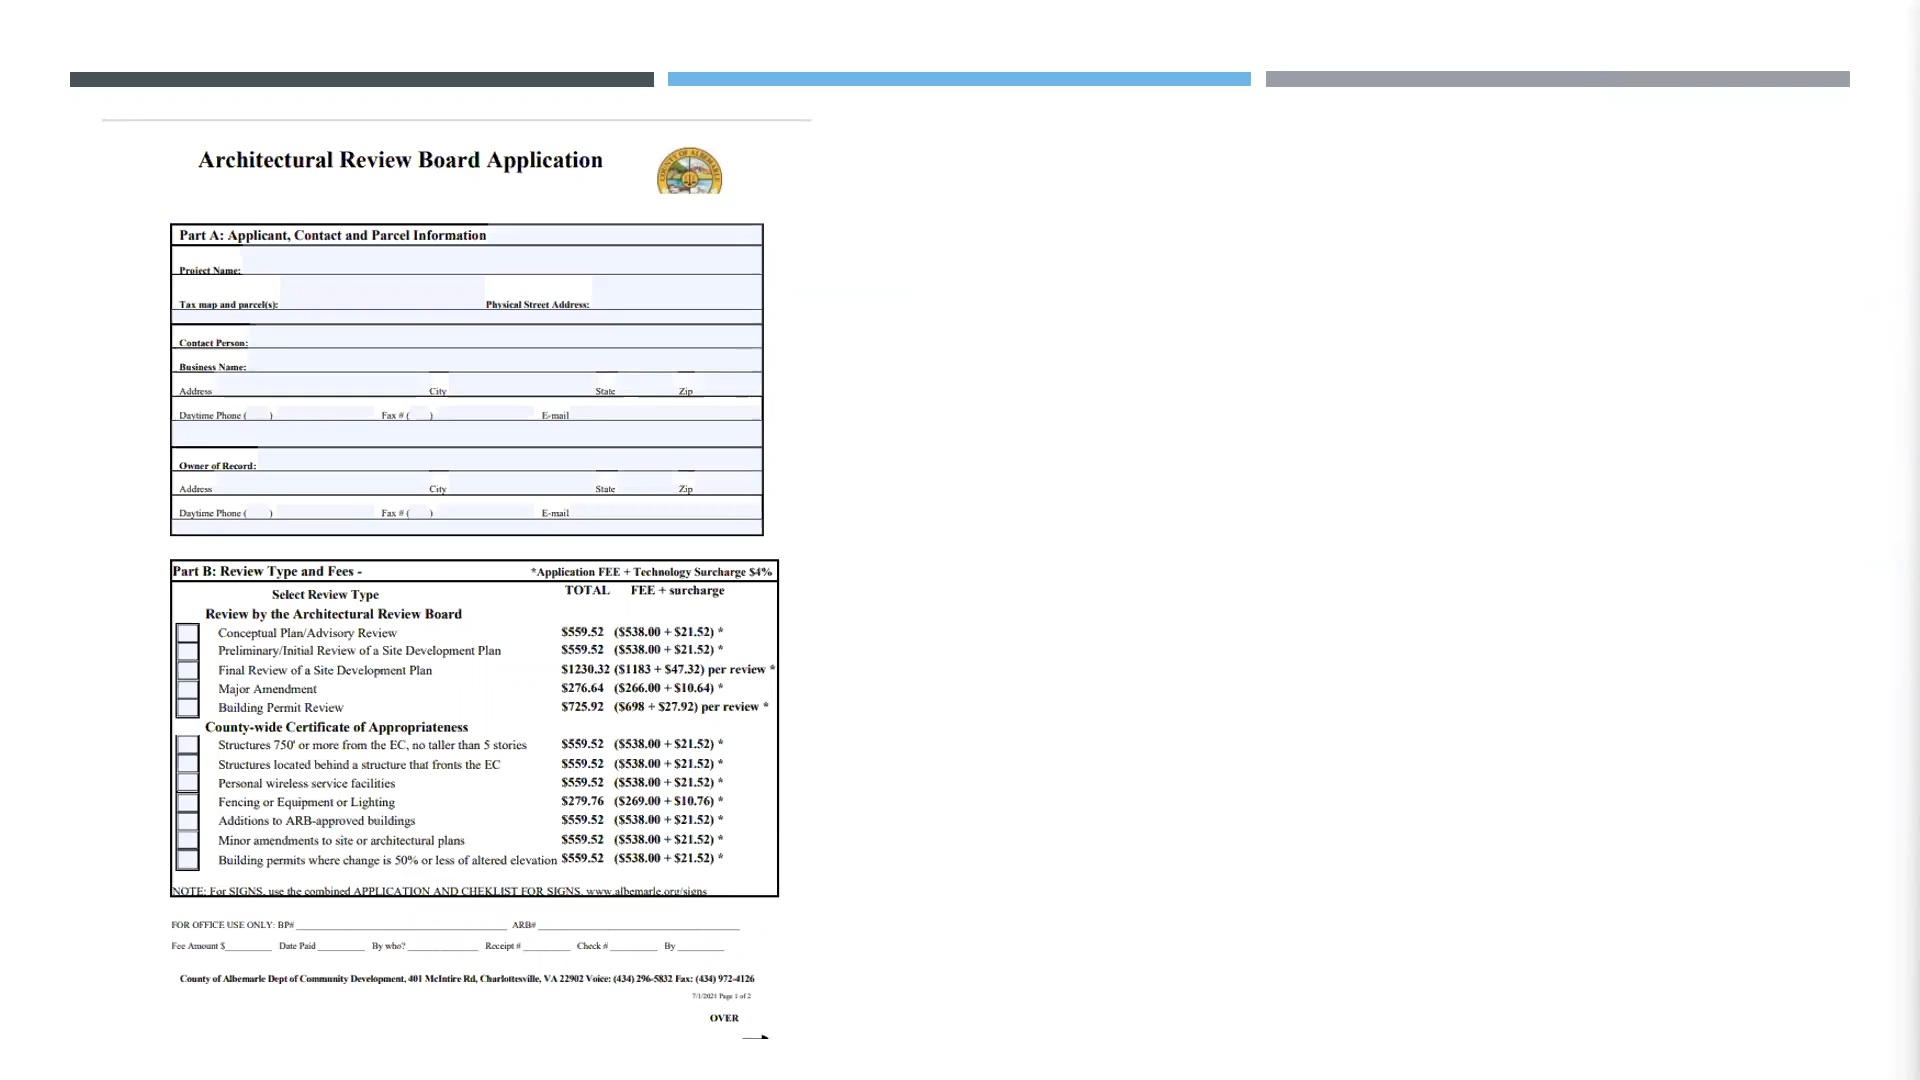 Architectural Review Board Application
COUNTY OF ALBEMARLE
Part A: Applicant, Contact and Parcel Information
Project Name:
Tax map and parcel(s): Physical Street Address:
Contact Person:
Business Name:
Address City State Zip
Daytime Phone ( ) Fax # ( ) E-mail
Owner of Record:
Address City State Zip
Daytime Phone ( ) Fax # ( ) E-mail
Part B: Review Type and Fees - *Application FEE + Technology Surcharge $4%
Select Review Type TOTAL FEE + surcharge
Review by the Architectural Review Board
Conceptual Plan/Advisory Review $559.52 ($538.00 + $21.52) *
Preliminary/Initial Review of a Site Development Plan $559.52 ($538.00 + $21.52) *
Final Review of a Site Development Plan $1230.32 ($1183 + $47.32) per review *
Major Amendment $276.64 ($266.00 + $10.64) *
Building Permit Review $725.92 ($698 + $27.92) per review *
County-wide Certificate of Appropriateness
Structures 750' or more from the EC, no taller than 5 stories $559.52 ($538.00 + $21.52) *
Structures located behind a structure that fronts the EC $559.52 ($538.00 + $21.52) *
Personal wireless service facilities $559.52 ($538.00 + $21.52) *
Fencing or Equipment or Lighting $279.76 ($269.00 + $10.76) *
Additions to ARB-approved buildings $559.52 ($538.00 + $21.52) *
Minor amendments to site or architectural plans $559.52 ($538.00 + $21.52) *
Building permits where change is 50% or less of altered elevation $559.52 ($538.00 + $21.52) *
NOTE: For SIGNS, use the combined APPLICATION AND CHEKLIST FOR SIGNS. www.albemarle.org/signs
FOR OFFICE USE ONLY: BP# ARB#
Fee Amount $ Date Paid By who? Receipt # Check # By
County of Albemarle Dept of Community Development, 401 McIntire Rd, Charlottesville, VA 22902 Voice: (434) 296-5832 Fax: (434) 972-4126
7/1/2021 Page 1 of 2
OVER